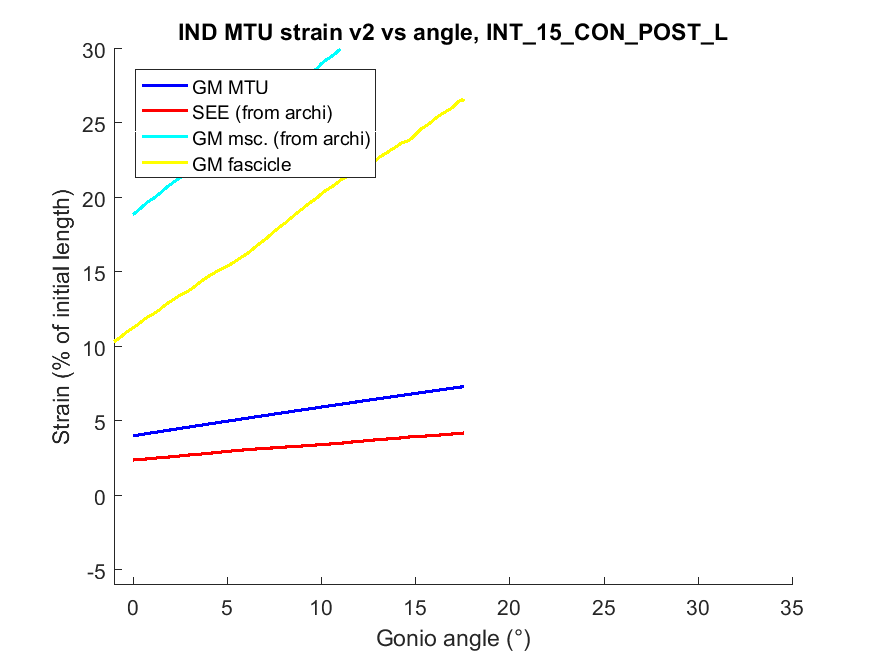 IND MTU strain v2 vs angle, INT_15_CON_POST_L
30
25
20
15
10
5
0
-5
Strain (% of initial length)
GM MTU
SEE (from archi)
GM msc. (from archi)
GM fascicle
0 5 10 15 20 25 30 35
Gonio angle (°)